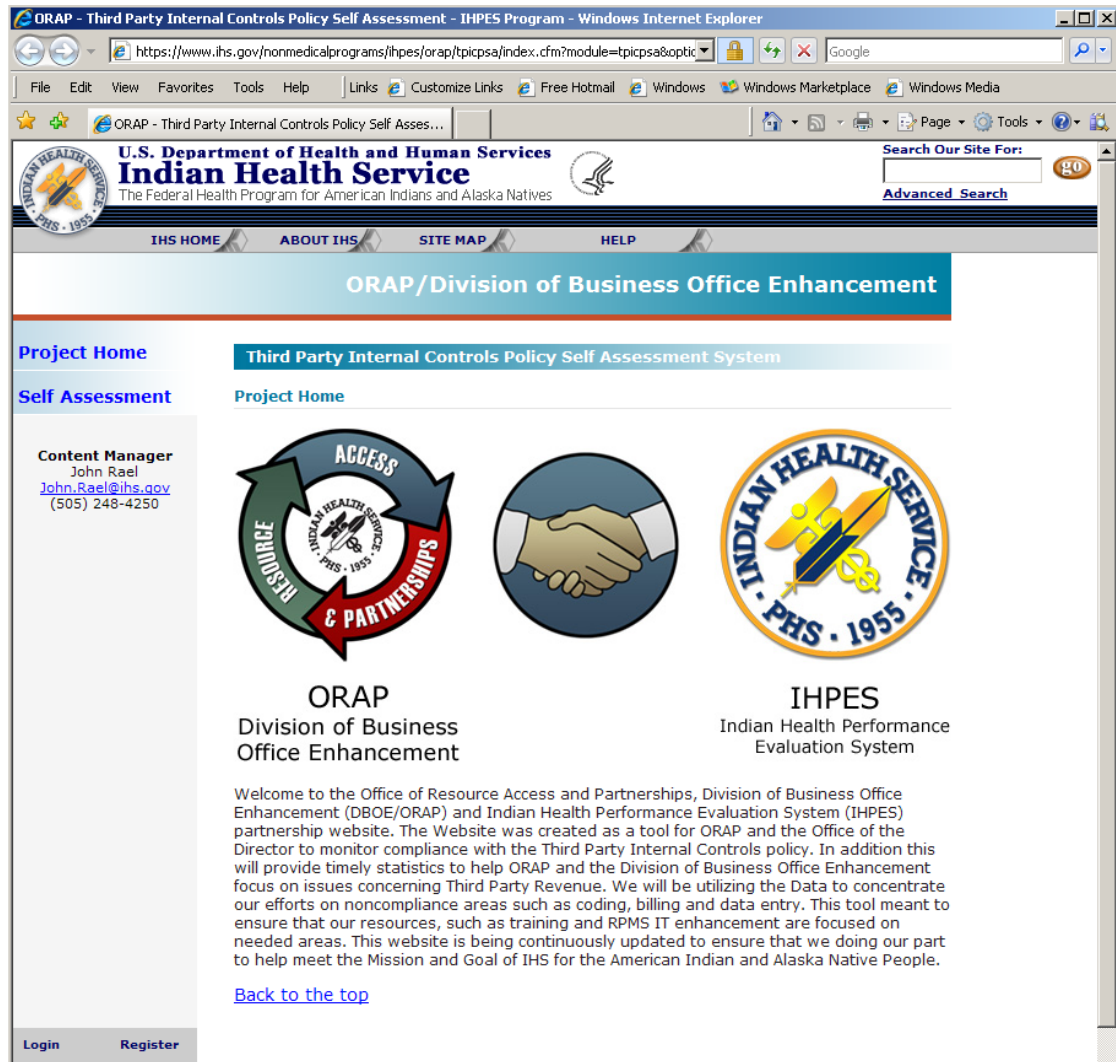 ORAP - Third Party Internal Controls Policy Self Assessment - IHPES Program - Windows Internet Explorer
https://www.ihs.gov/nonmedicalprograms/ihpes/orap/tpicpsa/index.cfm?module=tpicpsa&optic
Google
File Edit View Favorites Tools Help Links Customize Links Free Hotmail Windows Windows Marketplace Windows Media
ORAP - Third Party Internal Controls Policy Self Asses...
Page Tools
HEALTH SERVICE
PHS · 1955
U.S. Department of Health and Human Services
Indian Health Service
The Federal Health Program for American Indians and Alaska Natives
Search Our Site For:
go
Advanced Search
IHS HOME ABOUT IHS SITE MAP HELP
ORAP/Division of Business Office Enhancement
Project Home
Self Assessment
Content Manager
John Rael
John.Rael@ihs.gov
(505) 248-4250
Third Party Internal Controls Policy Self Assessment System
Project Home
ACCESS
& PARTNERSHIPS
RESOURCE
INDIAN HEALTH SERVICE
PHS · 1955
INDIAN HEALTH SERVICE
· PHS · 1955
ORAP
Division of Business
Office Enhancement
IHPES
Indian Health Performance
Evaluation System
Welcome to the Office of Resource Access and Partnerships, Division of Business Office
Enhancement (DBOE/ORAP) and Indian Health Performance Evaluation System (IHPES)
partnership website. The Website was created as a tool for ORAP and the Office of the
Director to monitor compliance with the Third Party Internal Controls policy. In addition this
will provide timely statistics to help ORAP and the Division of Business Office Enhancement
focus on issues concerning Third Party Revenue. We will be utilizing the Data to concentrate
our efforts on noncompliance areas such as coding, billing and data entry. This tool meant to
ensure that our resources, such as training and RPMS IT enhancement are focused on
needed areas. This website is being continuously updated to ensure that we doing our part
to help meet the Mission and Goal of IHS for the American Indian and Alaska Native People.
Back to the top
Login Register